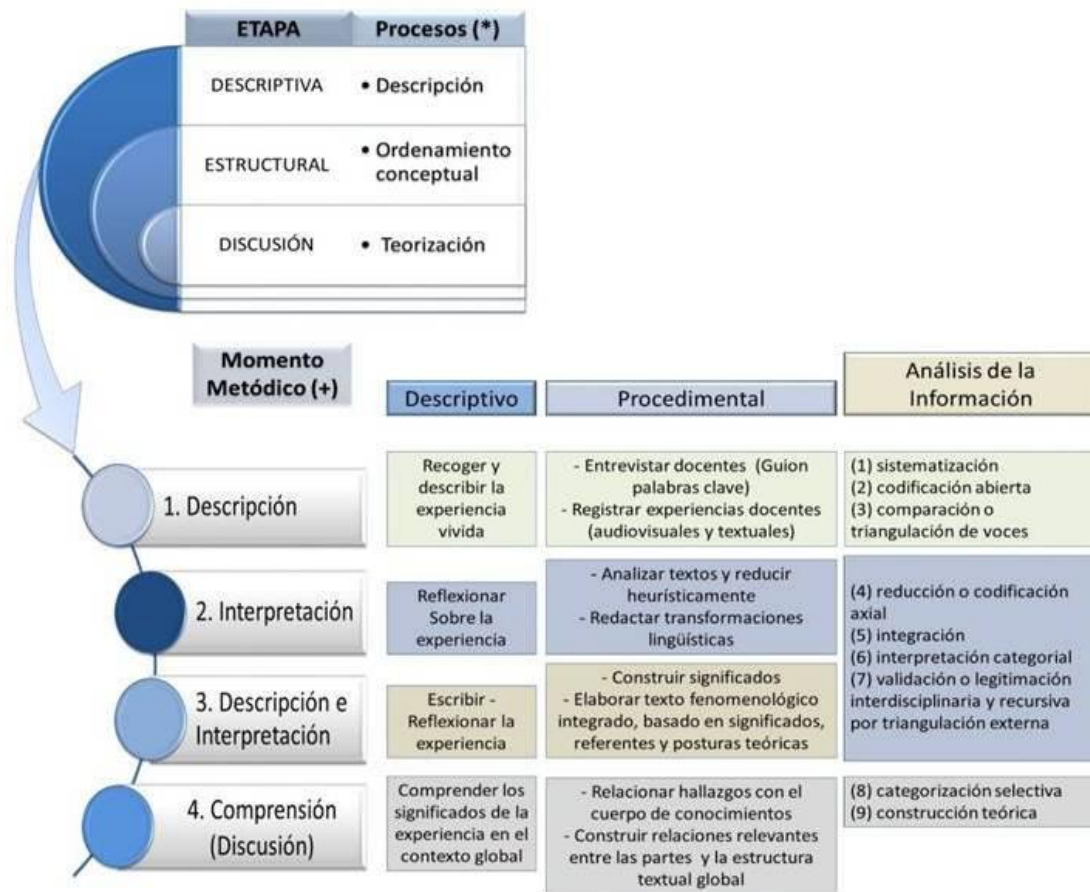 ETAPA
Procesos (*)
DESCRIPTIVA
• Descripción
ESTRUCTURAL
• Ordenamiento
conceptual
DISCUSIÓN
• Teorización
Momento
Metódico (+)
Descriptivo
Procedimental
Análisis de la
Información
1. Descripción
Recoger y
describir la
experiencia
vivida
- Entrevistar docentes (Guion
palabras clave)
- Registrar experiencias docentes
(audiovisuales y textuales)
(1) sistematización
(2) codificación abierta
(3) comparación o
triangulación de voces
2. Interpretación
Reflexionar
Sobre la
experiencia
- Analizar textos y reducir
heurísticamente
- Redactar transformaciones
lingüísticas
(4) reducción o codificación
axial
(5) integración
(6) interpretación categorial
(7) validación o legitimación
interdisciplinaria y recursiva
por triangulación externa
3. Descripción e
Interpretación
Escribir -
Reflexionar la
experiencia
- Construir significados
- Elaborar texto fenomenológico
integrado, basado en significados,
referentes y posturas teóricas
4. Comprensión
(Discusión)
Comprender los
significados de la
experiencia en el
contexto global
- Relacionar hallazgos con el
cuerpo de conocimientos
- Construir relaciones relevantes
entre las partes y la estructura
textual global
(8) categorización selectiva
(9) construcción teórica